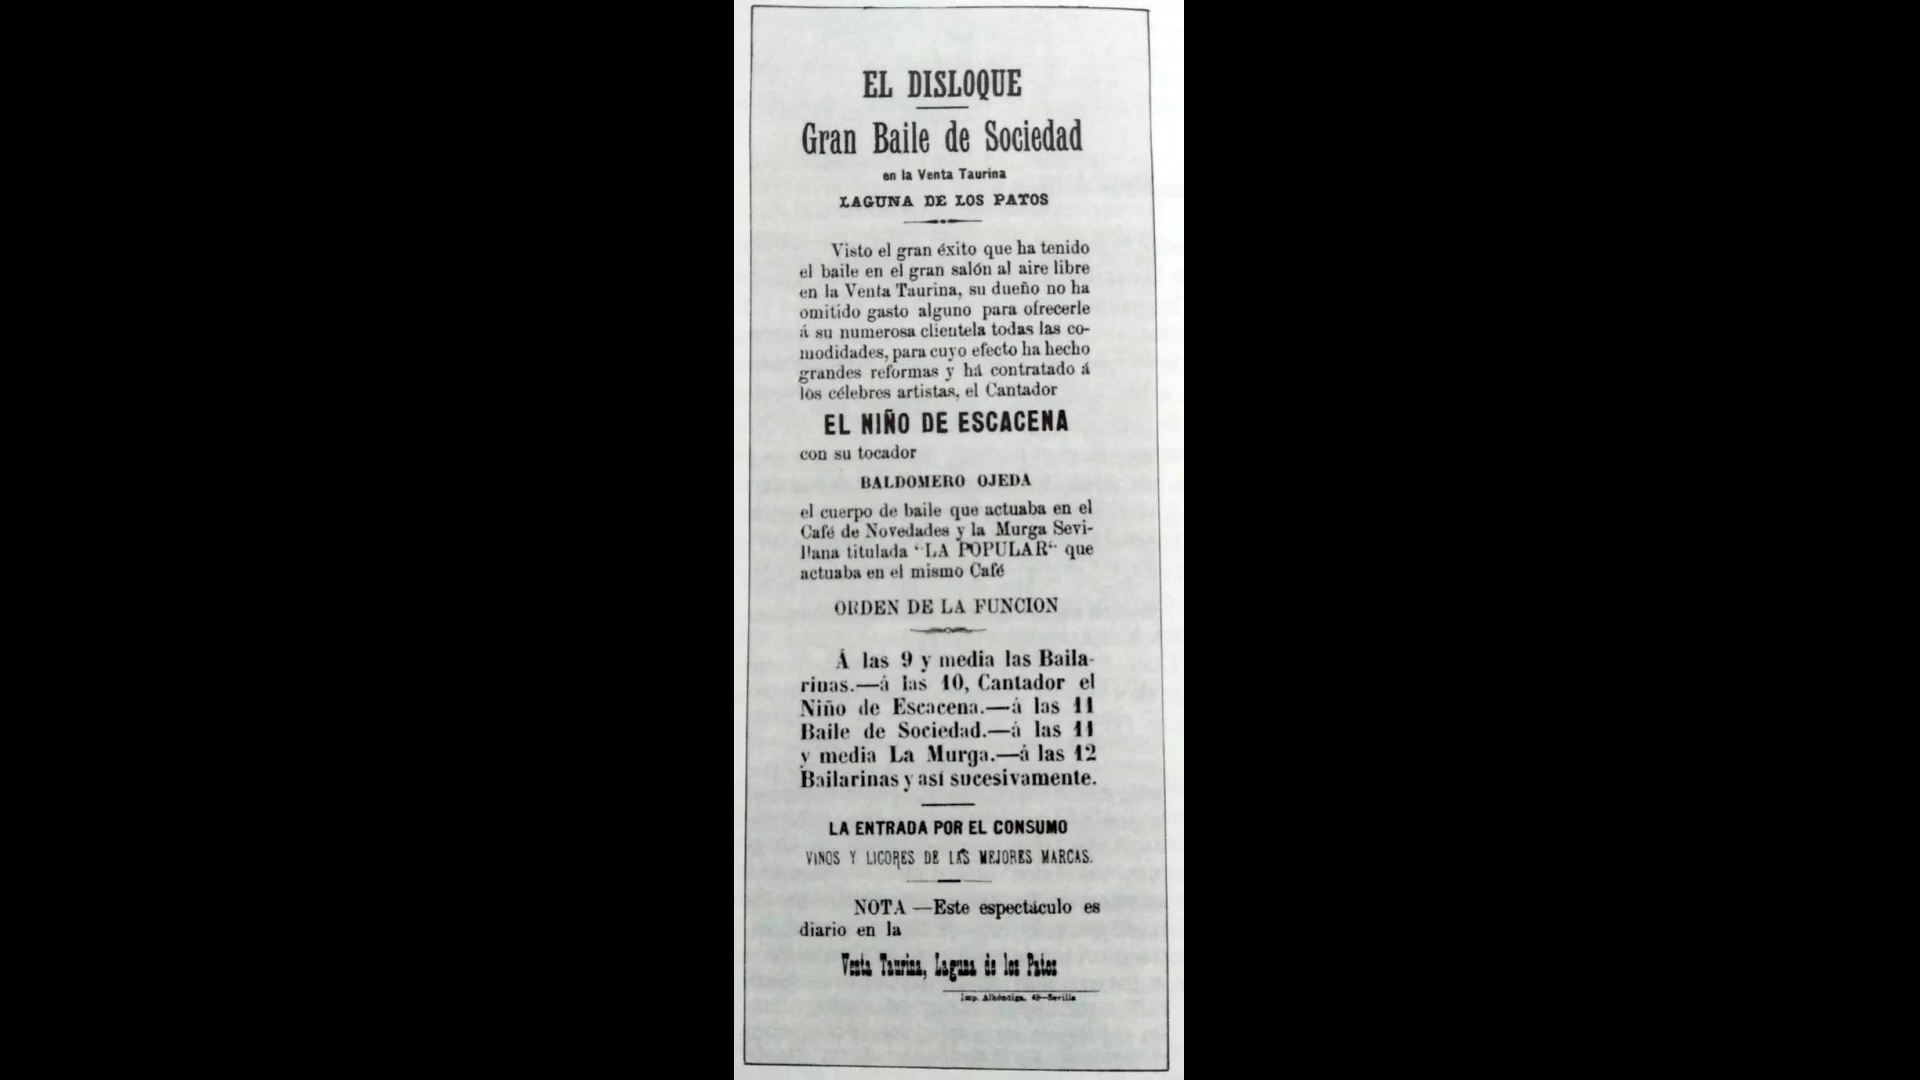 EL DISLOQUE
Gran Baile de Sociedad
en la Venta Taurina
LAGUNA DE LOS PATOS
Visto el gran éxito que ha tenido
el baile en el gran salón al aire libre
en la Venta Taurina, su dueño no ha
omitido gasto alguno para ofrecerle
á su numerosa clientela todas las co-
modidades, para cuyo efecto ha hecho
grandes reformas y há contratado á
los célebres artistas, el Cantador
EL NIÑO DE ESCACENA
con su tocador
BALDOMERO OJEDA
el cuerpo de baile que actuaba en el
Café de Novedades y la Murga Sevi-
llana titulada "LA POPULAR" que
actuaba en el mismo Café
ORDEN DE LA FUNCION
Á las 9 y media las Baila-
rinas.—á las 10, Cantador el
Niño de Escacena.—á las 11
Baile de Sociedad.—á las 11
y media La Murga.—á las 12
Bailarinas y así sucesivamente.
LA ENTRADA POR EL CONSUMO
VINOS Y LICORES DE LAS MEJORES MARCAS.
NOTA —Este espectáculo es
diario en la
Venta Taurina, Laguna de los Patos
Imp. Alhóndiga, 49—Sevilla